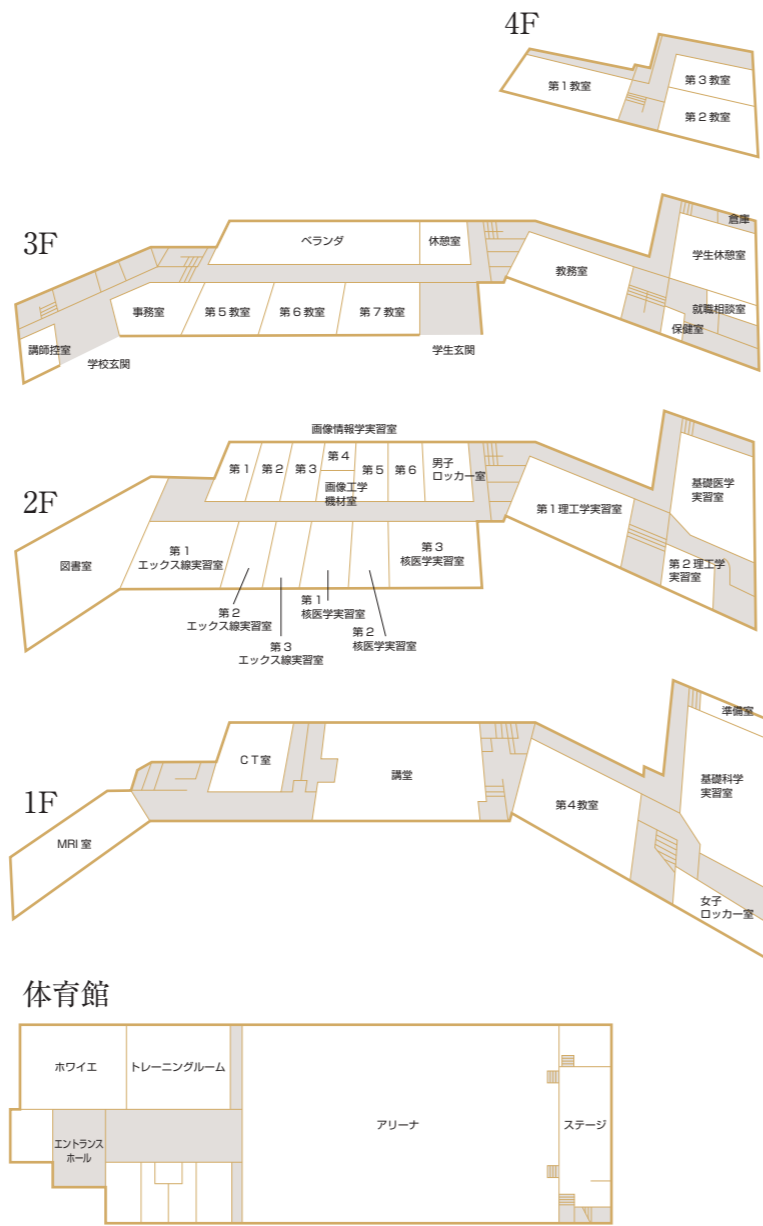 4F
第1教室
第3教室
第2教室
3F
ベランダ
休憩室
倉庫
学生休憩室
教務室
事務室
第5教室
第6教室
第7教室
就職相談室
保健室
講師控室
学校玄関
学生玄関
2F
画像情報学実習室
第1
第2
第3
第4
第5
第6
男子
ロッカー室
画像工学
機材室
基礎医学
実習室
第1理工学実習室
図書室
第1
エックス線実習室
第3
核医学実習室
第2理工学
実習室
第1
核医学実習室
第2
エックス線実習室
第2
核医学実習室
第3
エックス線実習室
1F
準備室
CT室
講堂
基礎科学
実習室
第4教室
MRI室
女子
ロッカー室
体育館
ホワイエ
トレーニングルーム
アリーナ
ステージ
エントランス
ホール